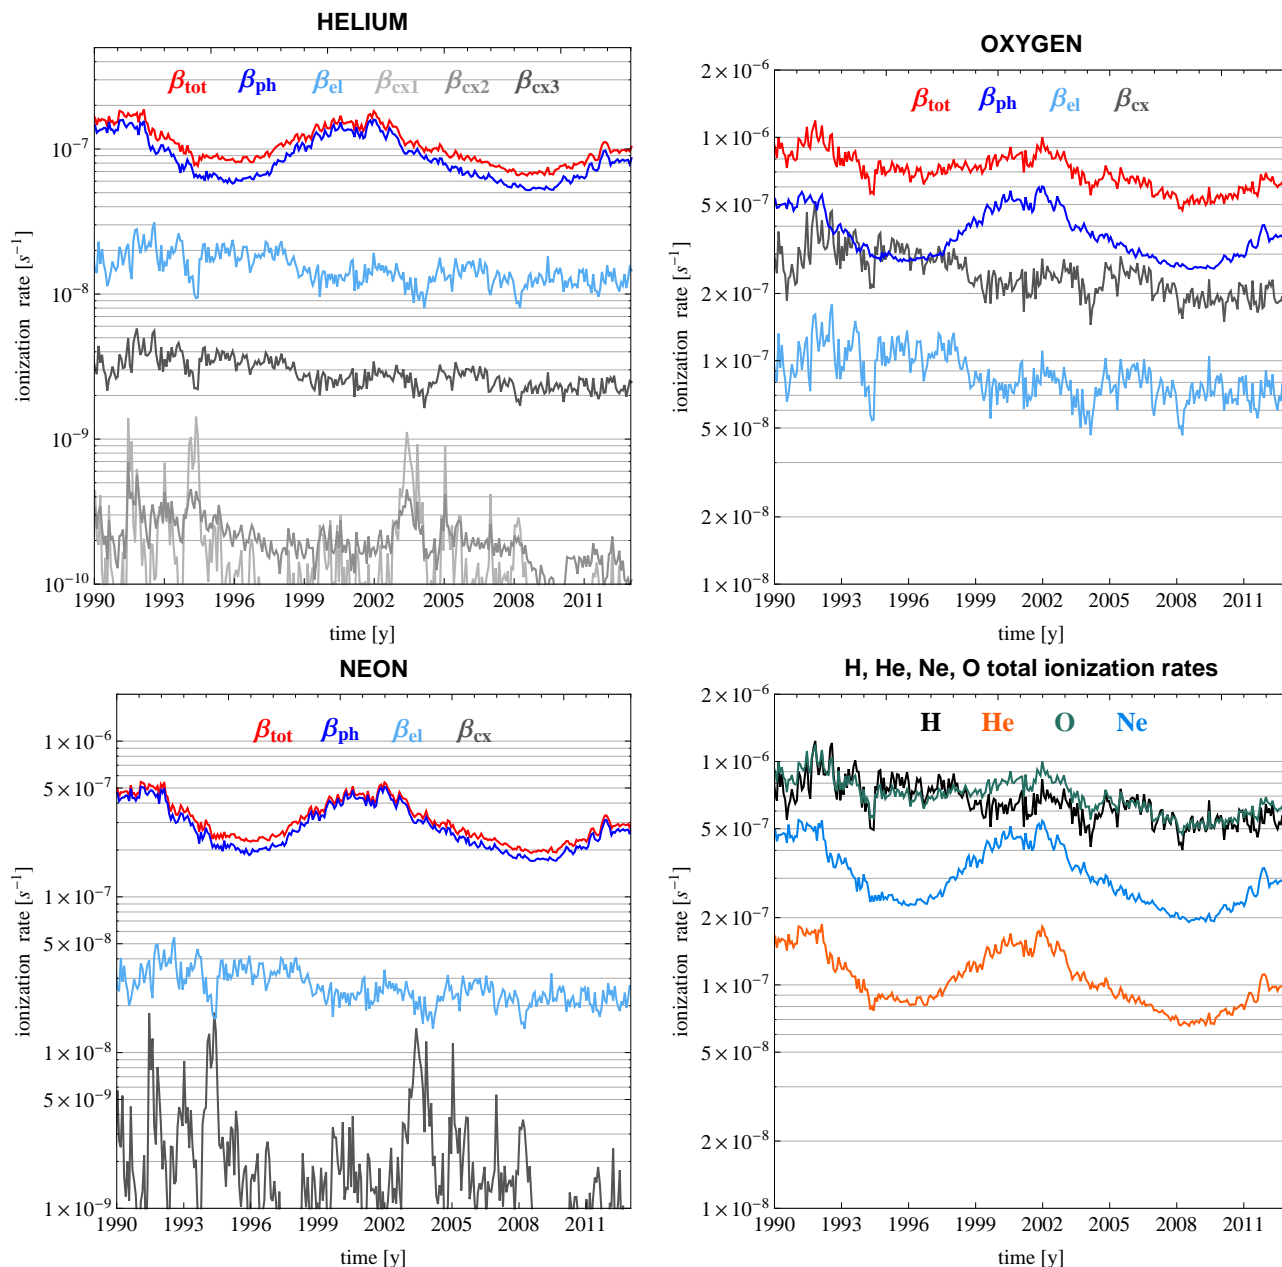 HELIUM
βtot βph βel βcx1 βcx2 βcx3
10⁻⁷
10⁻⁸
10⁻⁹
10⁻¹⁰
ionization rate [s⁻¹]
1990 1993 1996 1999 2002 2005 2008 2011
time [y]
OXYGEN
βtot βph βel βcx
2×10⁻⁶
1×10⁻⁶
5×10⁻⁷
2×10⁻⁷
1×10⁻⁷
5×10⁻⁸
2×10⁻⁸
1×10⁻⁸
ionization rate [s⁻¹]
1990 1993 1996 1999 2002 2005 2008 2011
time [y]
NEON
βtot βph βel βcx
1×10⁻⁶
5×10⁻⁷
1×10⁻⁷
5×10⁻⁸
1×10⁻⁸
5×10⁻⁹
1×10⁻⁹
ionization rate [s⁻¹]
1990 1993 1996 1999 2002 2005 2008 2011
time [y]
H, He, Ne, O total ionization rates
H He O Ne
2×10⁻⁶
1×10⁻⁶
5×10⁻⁷
2×10⁻⁷
1×10⁻⁷
5×10⁻⁸
2×10⁻⁸
1×10⁻⁸
ionization rate [s⁻¹]
1990 1993 1996 1999 2002 2005 2008 2011
time [y]